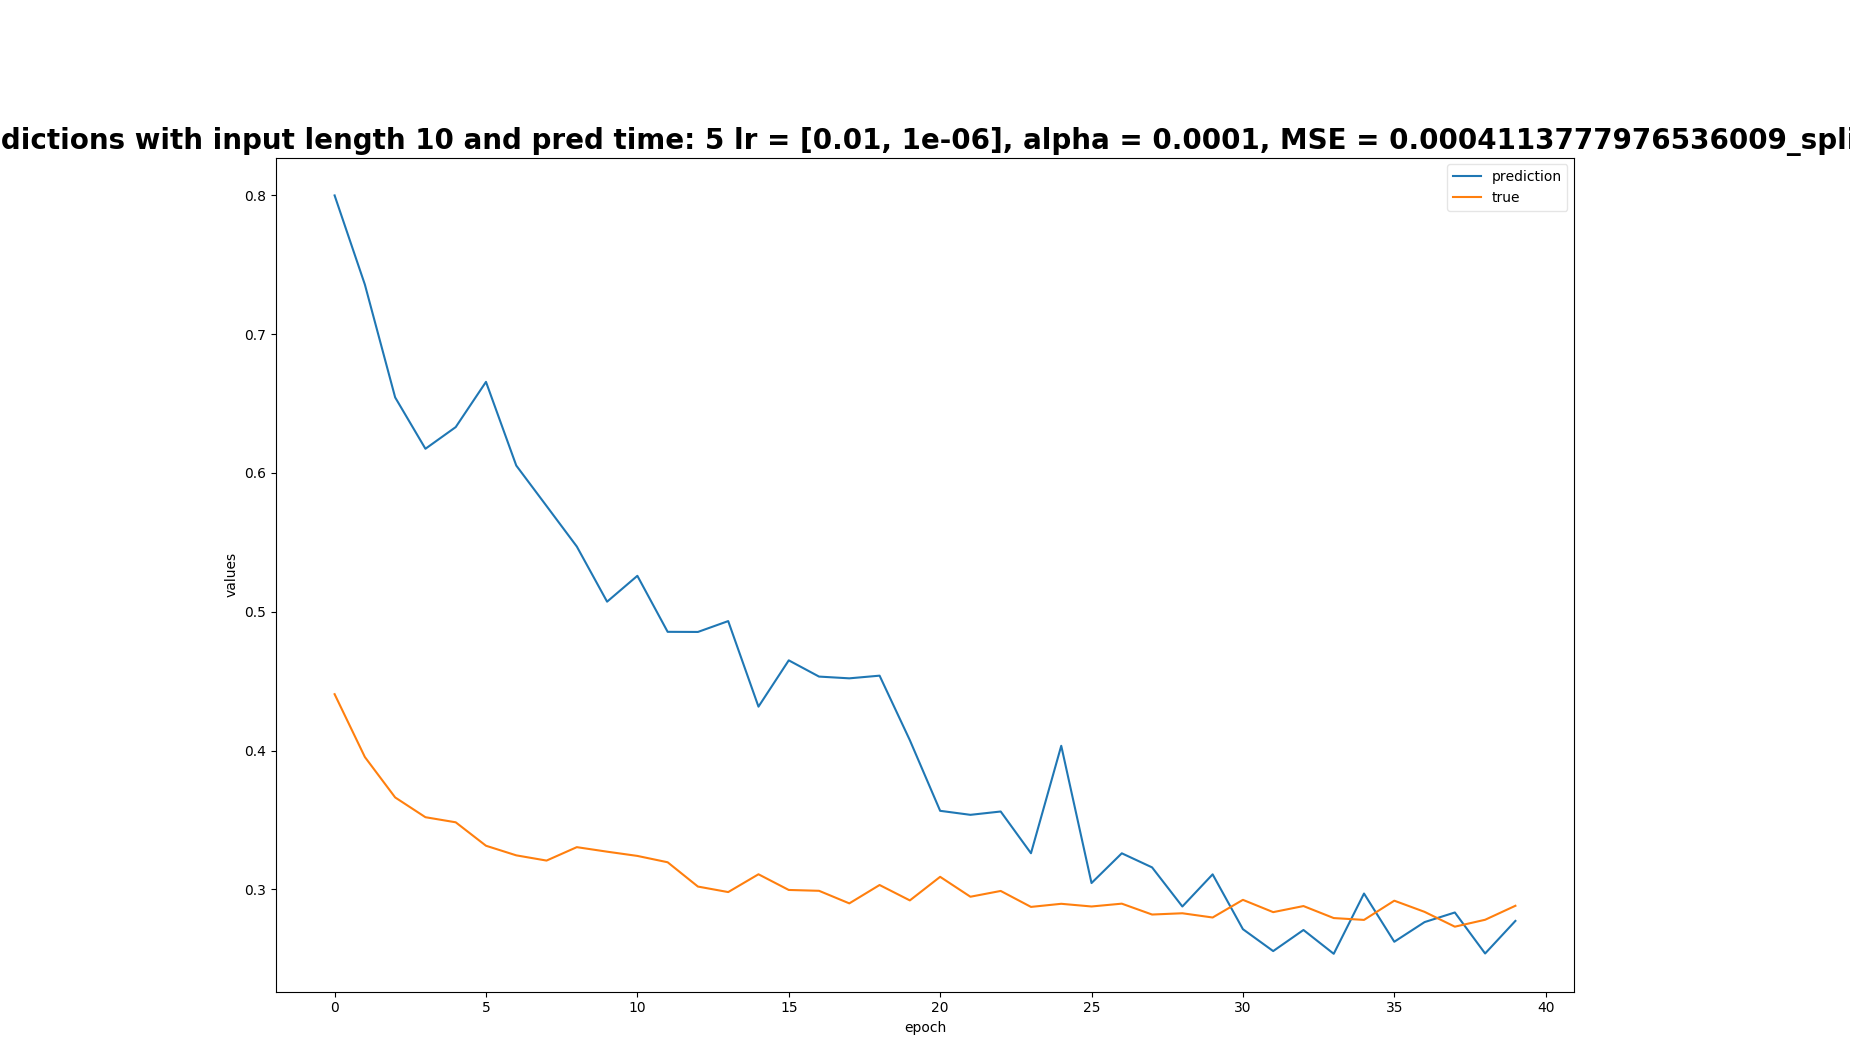 dictions with input length 10 and pred time: 5 lr = [0.01, 1e-06], alpha = 0.0001, MSE = 0.0004113777976536009_spli
prediction
true
0.8
0.7
0.6
0.5
0.4
0.3
values
0 5 10 15 20 25 30 35 40
epoch